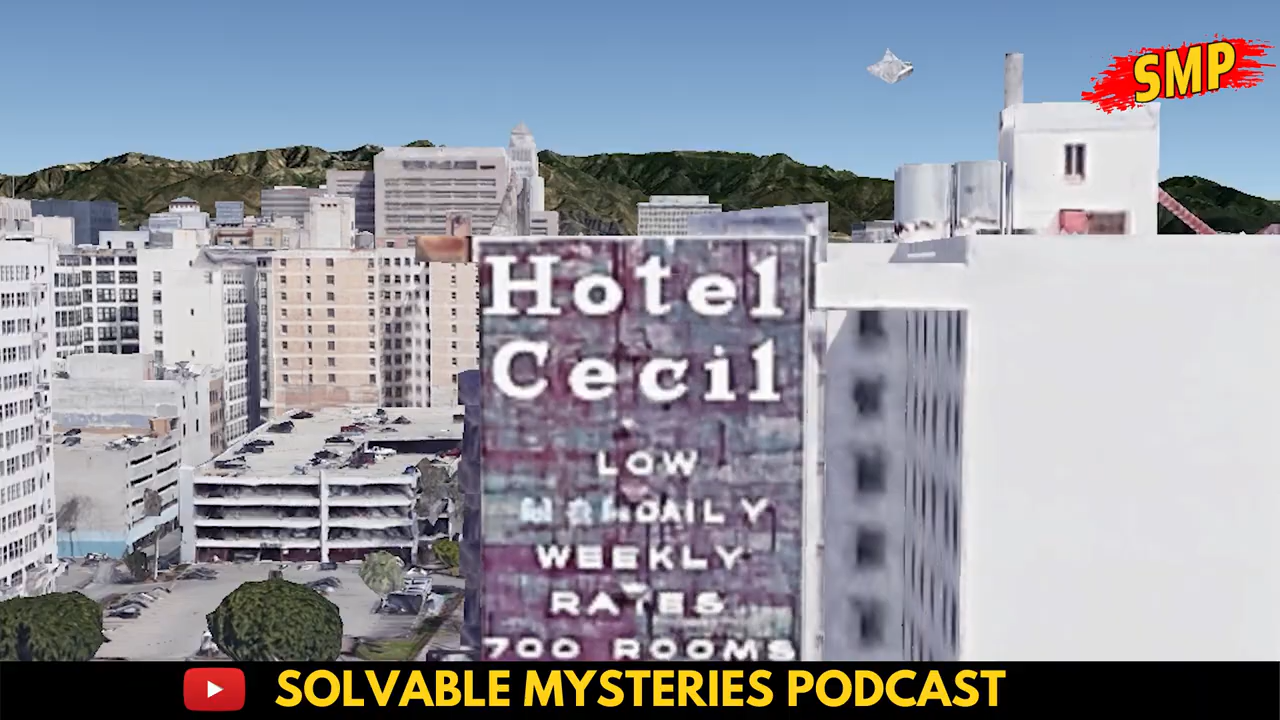 SMP
Hotel
Cecil
LOW
DAILY
WEEKLY
RATES
700 ROOMS
SOLVABLE MYSTERIES PODCAST